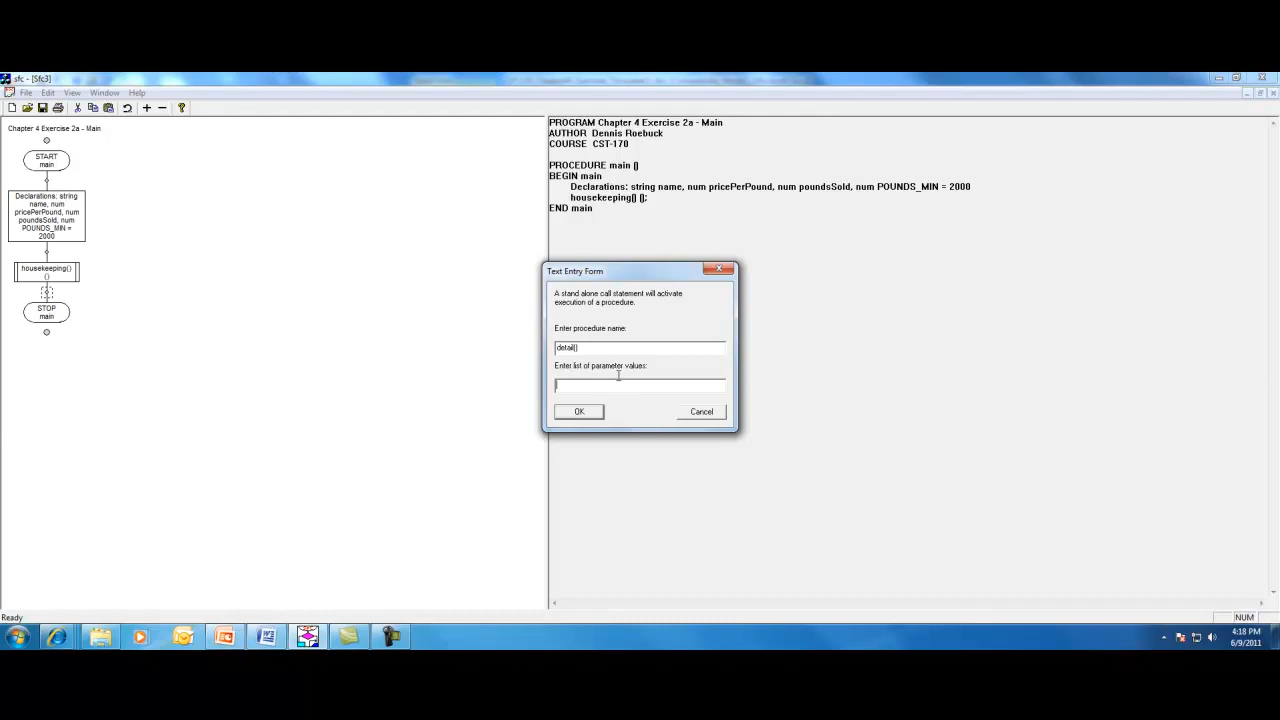 sfc - [Sfc3]
File Edit View Window Help
Chapter 4 Exercise 2a - Main
START
main
Declarations: string
name, num
pricePerPound, num
poundsSold, num
POUNDS_MIN =
2000
housekeeping()
()
STOP
main
PROGRAM Chapter 4 Exercise 2a - Main
AUTHOR Dennis Roebuck
COURSE CST-170
PROCEDURE main ()
BEGIN main
Declarations: string name, num pricePerPound, num poundsSold, num POUNDS_MIN = 2000
housekeeping() ();
END main
Text Entry Form
A stand alone call statement will activate
execution of a procedure.
Enter procedure name:
detail()
Enter list of parameter values:
OK Cancel
Ready NUM
4:18 PM
6/9/2011